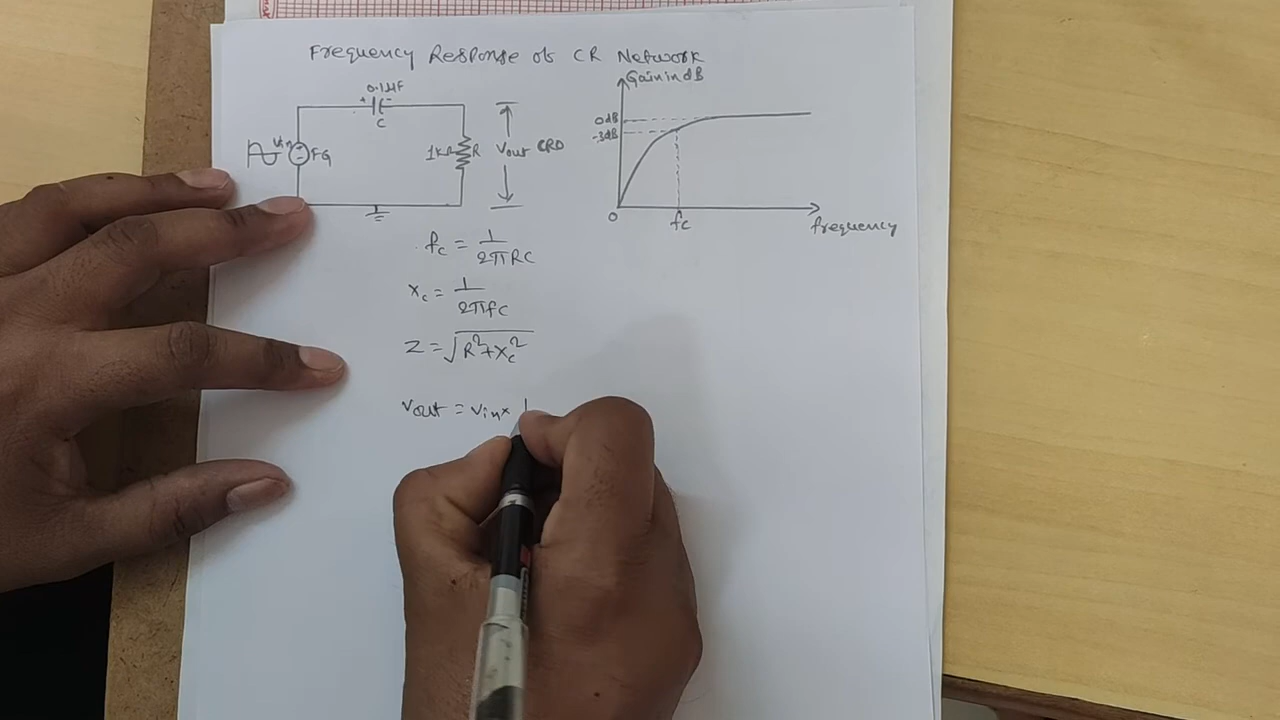 Frequency Response of CR Network
0.1μF
+ -
C
Vin
FG
1kΩ R
Vout CRO
Gain in dB
0dB
-3dB
0
fc
frequency
fc = 1/2πRC
Xc = 1/2πfC
Z = √R²+Xc²
Vout = Vin×